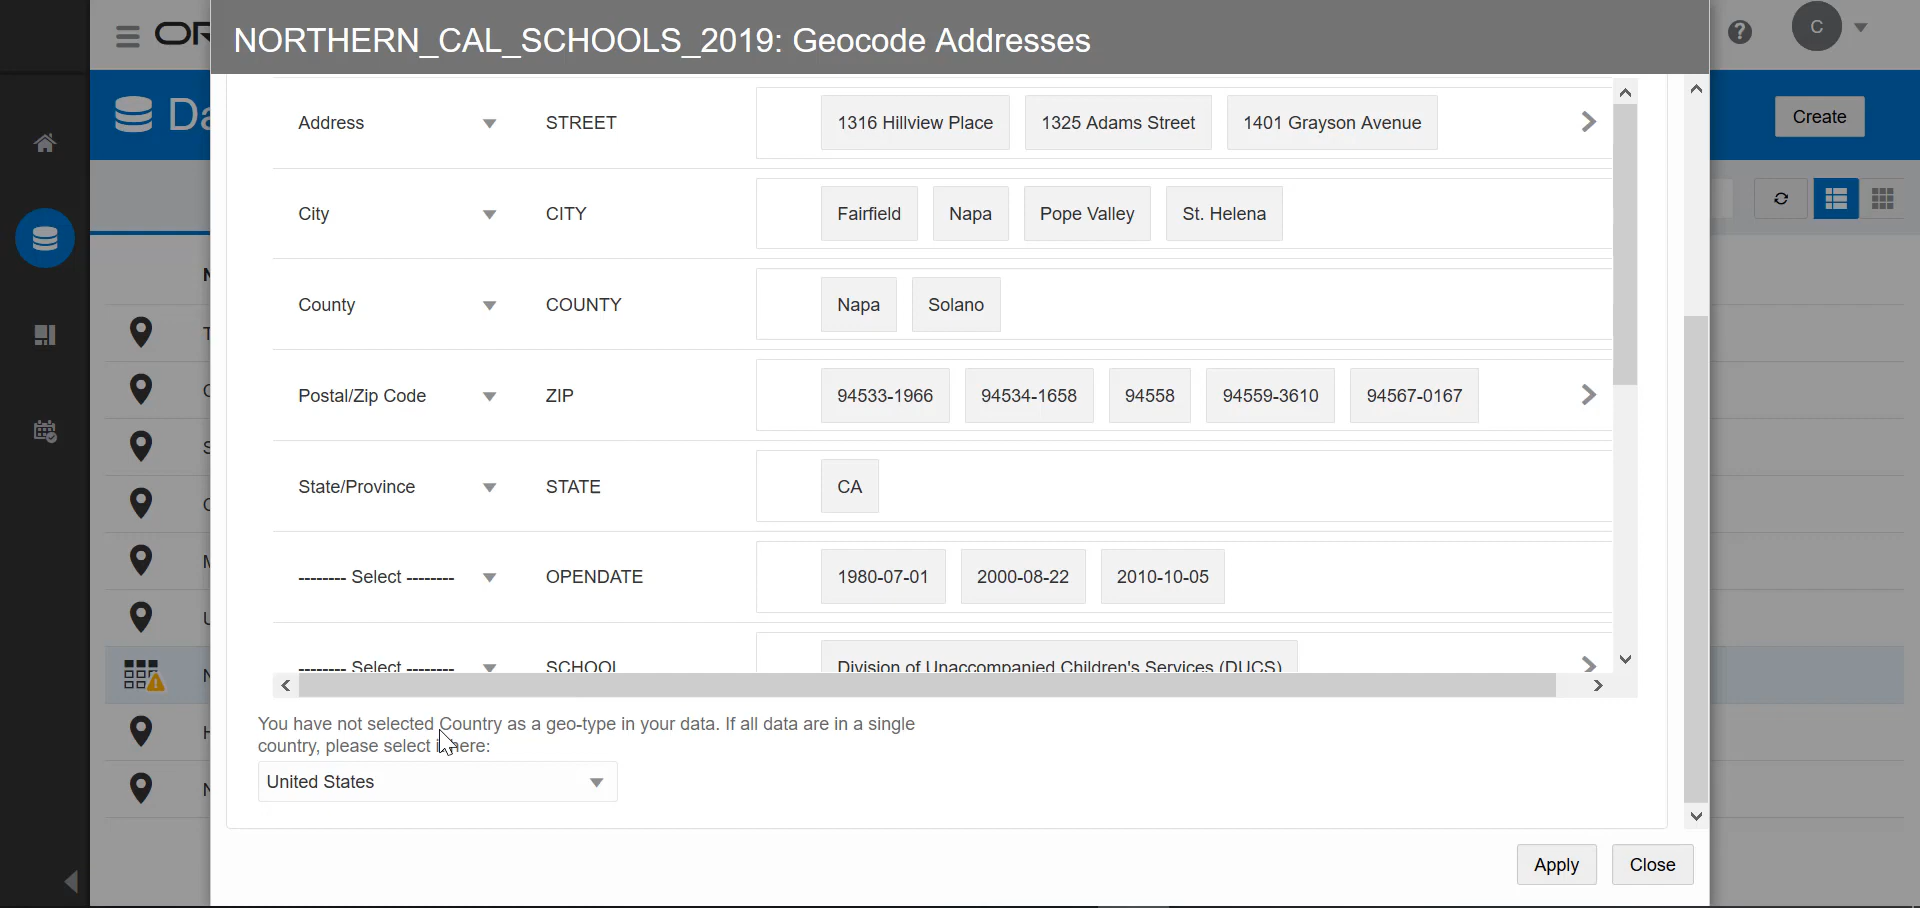 NORTHERN_CAL_SCHOOLS_2019: Geocode Addresses
C
Create
Address STREET 1316 Hillview Place 1325 Adams Street 1401 Grayson Avenue
City CITY Fairfield Napa Pope Valley St. Helena
County COUNTY Napa Solano
Postal/Zip Code ZIP 94533-1966 94534-1658 94558 94559-3610 94567-0167
State/Province STATE CA
-------- Select -------- OPENDATE 1980-07-01 2000-08-22 2010-10-05
-------- Select -------- SCHOOL Division of Unaccompanied Children's Services (DUCS)
You have not selected Country as a geo-type in your data. If all data are in a single
country, please select here:
United States
Apply Close